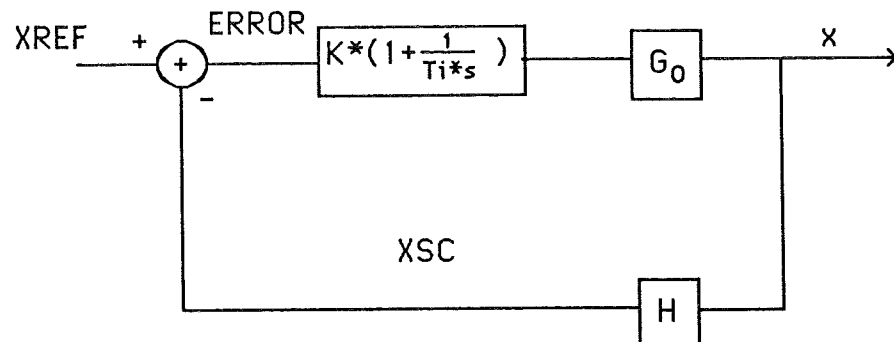 XREF
+
ERROR
+
-
K*(1+1/Ti*s)
G0
X
XSC
H